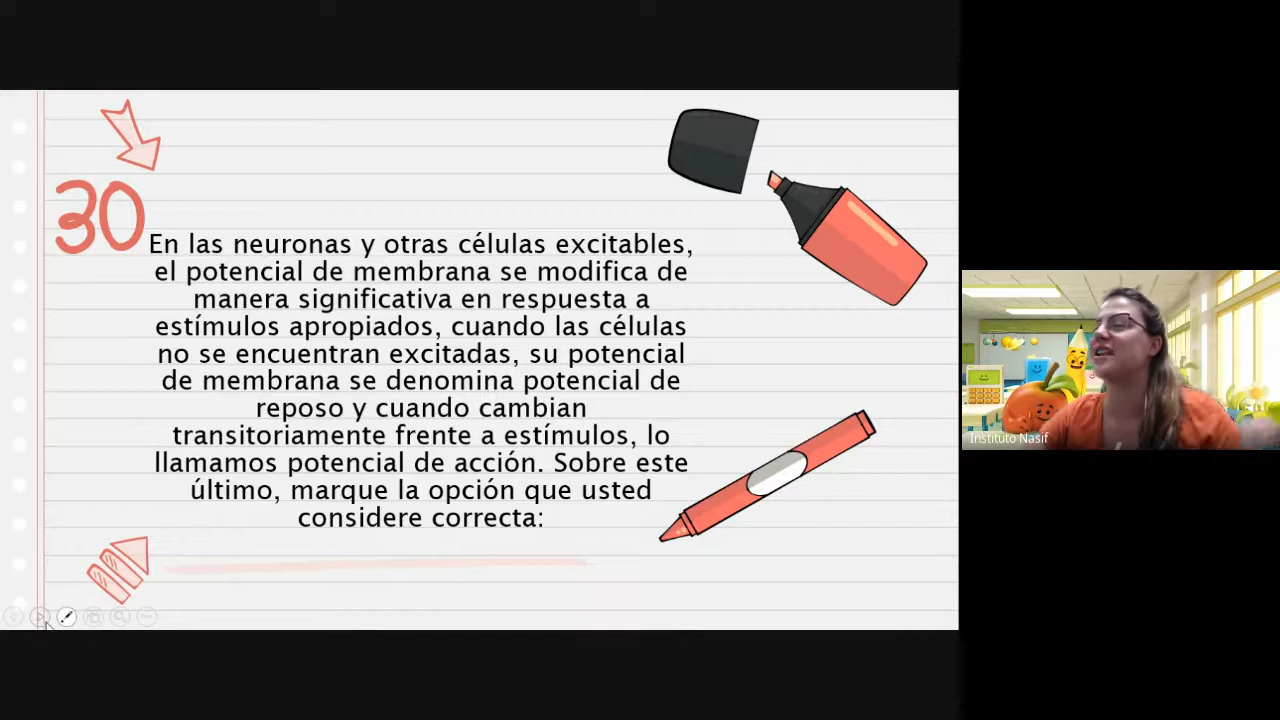 30
En las neuronas y otras células excitables,
el potencial de membrana se modifica de
manera significativa en respuesta a
estímulos apropiados, cuando las células
no se encuentran excitadas, su potencial
de membrana se denomina potencial de
reposo y cuando cambian
transitoriamente frente a estímulos, lo
llamamos potencial de acción. Sobre este
último, marque la opción que usted
considere correcta:
Instituto Nasif